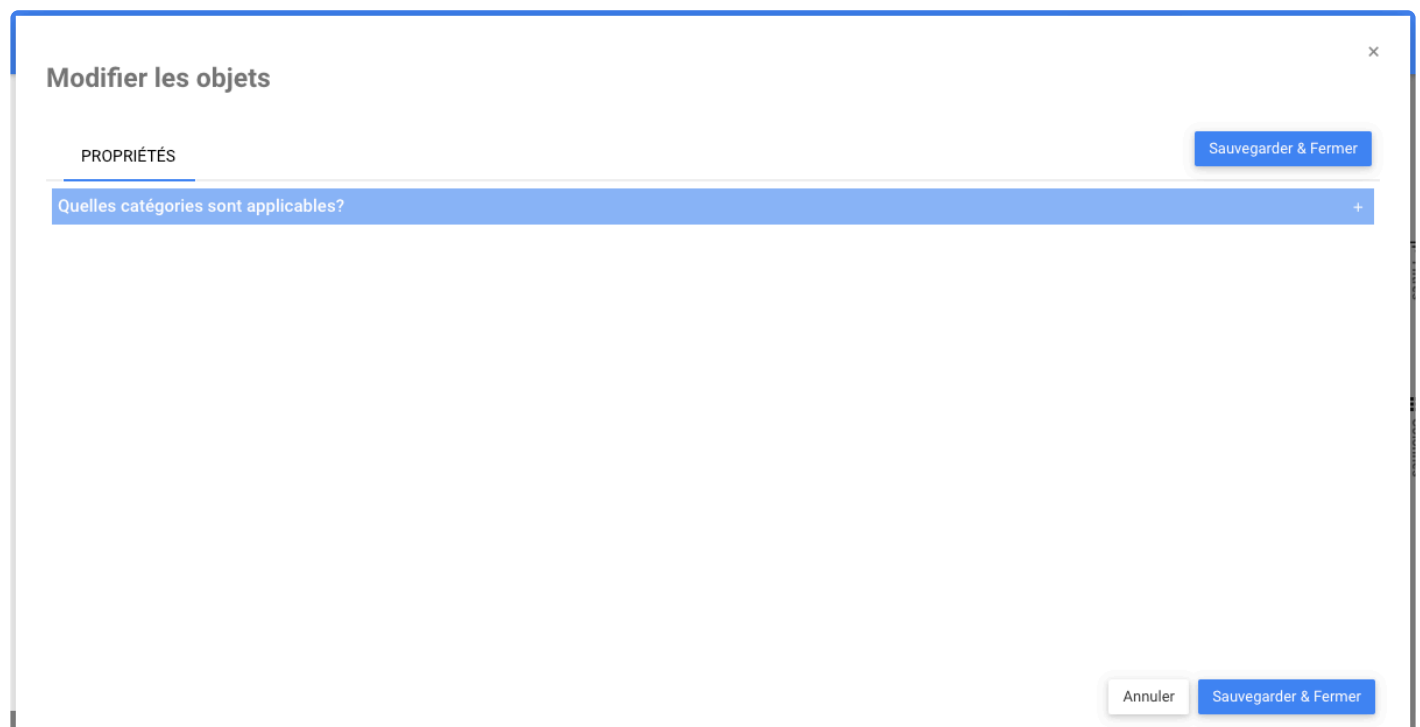 ×
Modifier les objets
PROPRIÉTÉS
Sauvegarder & Fermer
Quelles catégories sont applicables?
+
Annuler
Sauvegarder & Fermer